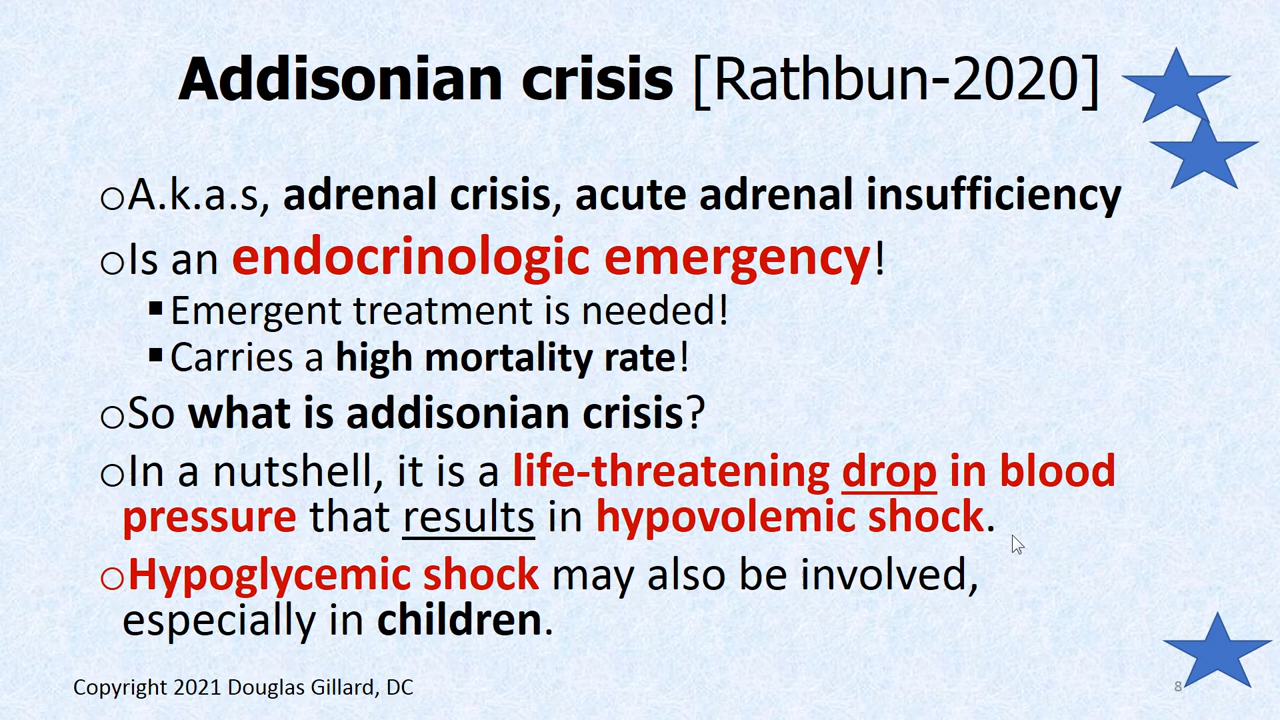 Addisonian crisis [Rathbun-2020]
○A.k.a.s, adrenal crisis, acute adrenal insufficiency
○Is an endocrinologic emergency!
▪Emergent treatment is needed!
▪Carries a high mortality rate!
○So what is addisonian crisis?
○In a nutshell, it is a life-threatening drop in blood
pressure that results in hypovolemic shock.
○Hypoglycemic shock may also be involved,
especially in children.
Copyright 2021 Douglas Gillard, DC
8